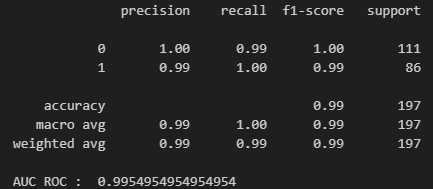 precision recall f1-score support
0 1.00 0.99 1.00 111
1 0.99 1.00 0.99 86
accuracy 0.99 197
macro avg 0.99 1.00 0.99 197
weighted avg 0.99 0.99 0.99 197
AUC ROC : 0.9954954954954954